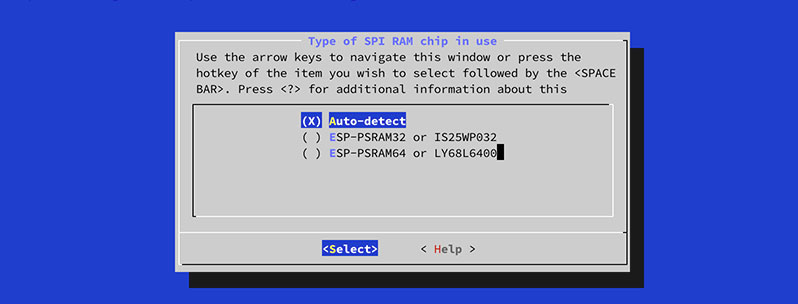 Type of SPI RAM chip in use
Use the arrow keys to navigate this window or press the
hotkey of the item you wish to select followed by the <SPACE
BAR>. Press <?> for additional information about this
(X) Auto-detect
( ) ESP-PSRAM32 or IS25WP032
( ) ESP-PSRAM64 or LY68L6400
<Select> < Help >